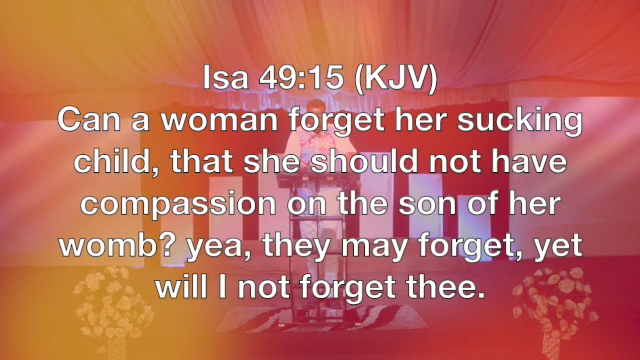 Isa 49:15 (KJV)
Can a woman forget her sucking
child, that she should not have
compassion on the son of her
womb? yea, they may forget, yet
will I not forget thee.